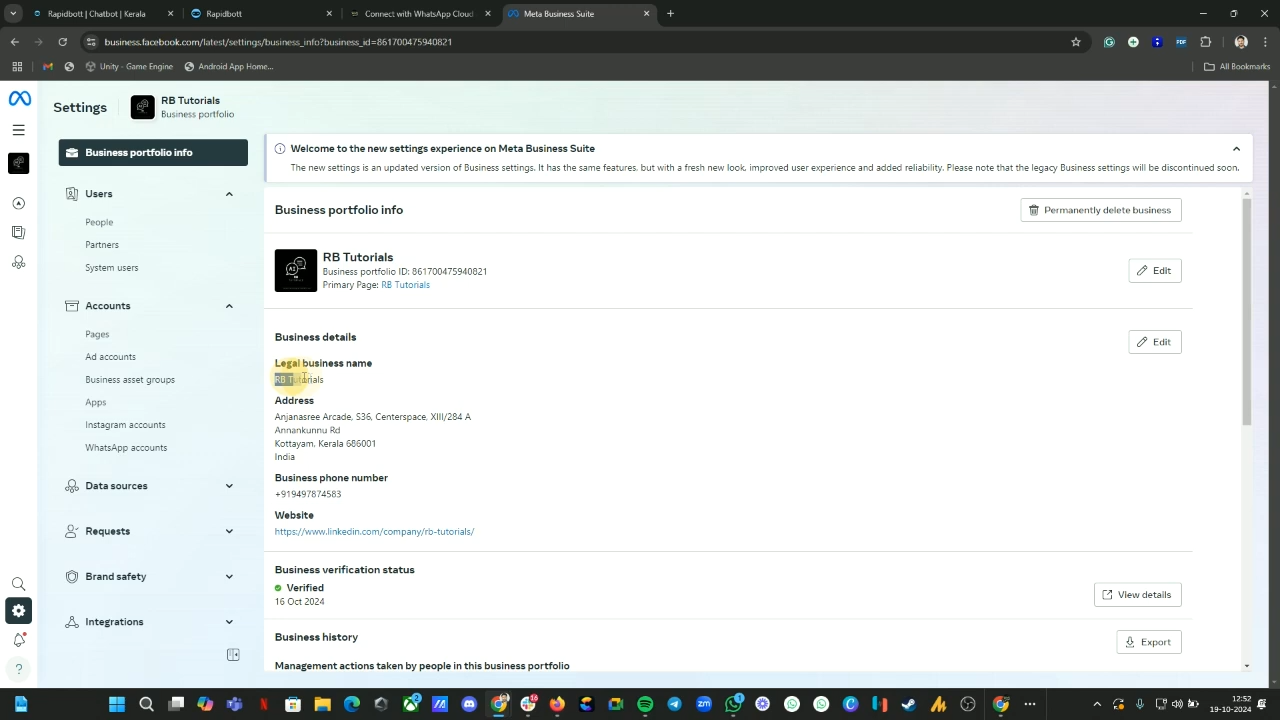 Rapidbott | Chatbot | Kerala
Rapidbott
Connect with WhatsApp Cloud
Meta Business Suite
business.facebook.com/latest/settings/business_info?business_id=861700475940821
Unity - Game Engine
Android App Home...
All Bookmarks
Settings
RB Tutorials
Business portfolio
Business portfolio info
Users
People
Partners
System users
Accounts
Pages
Ad accounts
Business asset groups
Apps
Instagram accounts
WhatsApp accounts
Data sources
Requests
Brand safety
Integrations
Welcome to the new settings experience on Meta Business Suite
The new settings is an updated version of Business settings. It has the same features, but with a fresh new look, improved user experience and added reliability. Please note that the legacy Business settings will be discontinued soon.
Business portfolio info
Permanently delete business
RB Tutorials
Business portfolio ID: 861700475940821
Primary Page: RB Tutorials
Edit
Business details
Edit
Legal business name
RB Tutorials
Address
Anjanasree Arcade, S36, Centerspace, XIII/284 A
Annankunnu Rd
Kottayam, Kerala 686001
India
Business phone number
+919497874583
Website
https://www.linkedin.com/company/rb-tutorials/
Business verification status
Verified
16 Oct 2024
View details
Business history
Export
Management actions taken by people in this business portfolio
12:52
19-10-2024